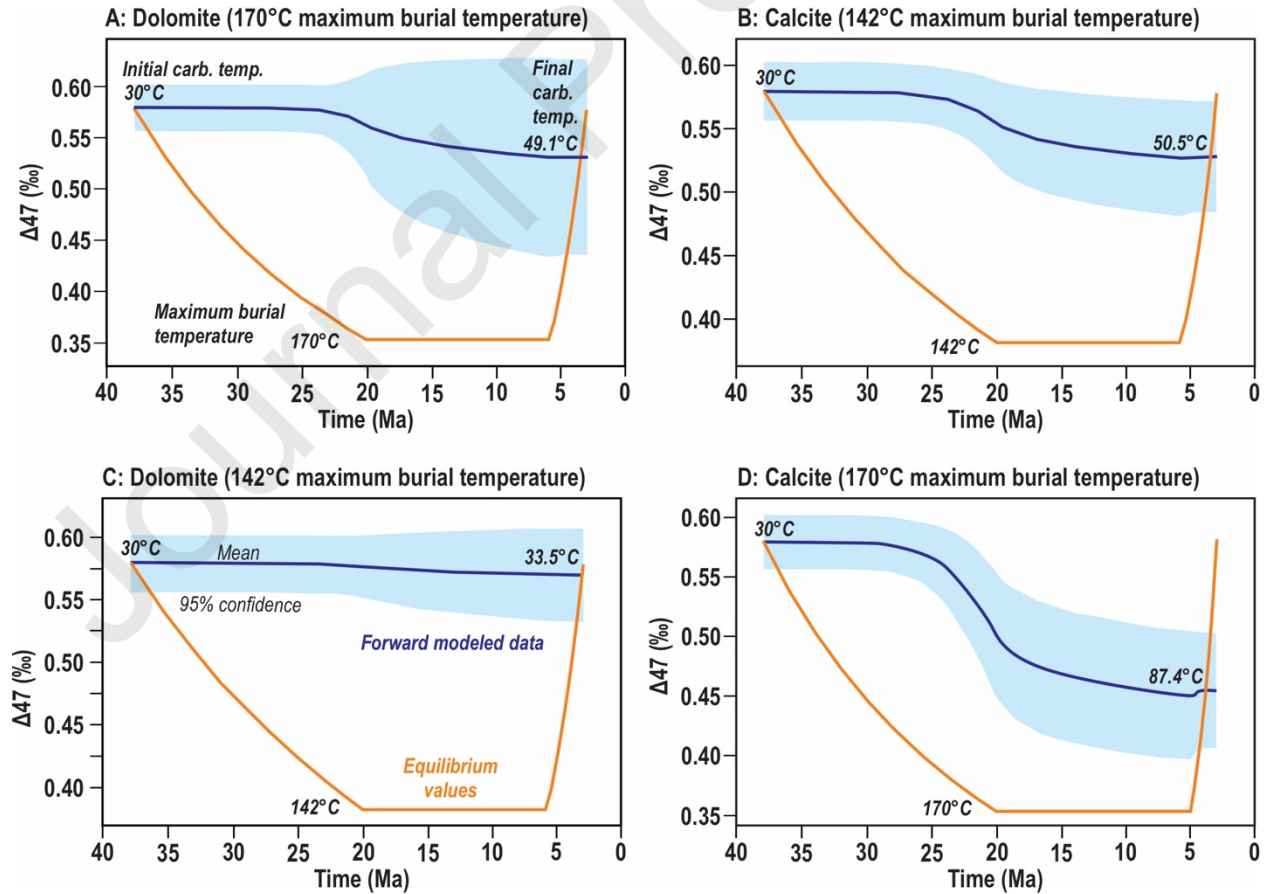 A: Dolomite (170°C maximum burial temperature)
Initial carb. temp.
30°C
Final
carb.
temp.
49.1°C
Maximum burial
temperature
170°C
0.60
0.55
0.50
0.45
0.40
0.35
Δ47 (‰)
40 35 30 25 20 15 10 5 0
Time (Ma)
B: Calcite (142°C maximum burial temperature)
30°C
50.5°C
142°C
0.60
0.55
0.50
0.45
0.40
Δ47 (‰)
40 35 30 25 20 15 10 5 0
Time (Ma)
C: Dolomite (142°C maximum burial temperature)
30°C
Mean
33.5°C
95% confidence
Forward modeled data
Equilibrium
values
142°C
0.60
0.55
0.50
0.45
0.40
Δ47 (‰)
40 35 30 25 20 15 10 5 0
Time (Ma)
D: Calcite (170°C maximum burial temperature)
30°C
87.4°C
170°C
0.60
0.55
0.50
0.45
0.40
0.35
Δ47 (‰)
40 35 30 25 20 15 10 5 0
Time (Ma)
Journal Pr